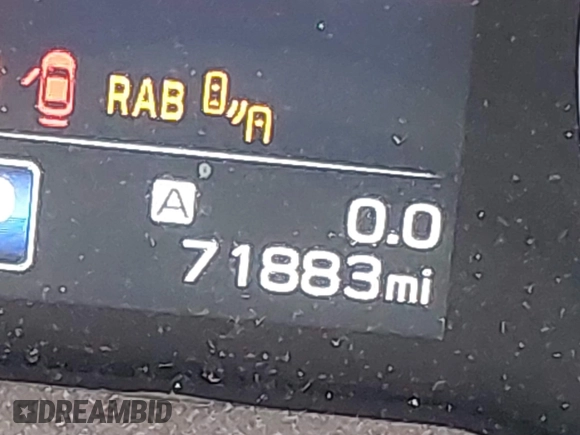 RAB
A 0.0
71883mi
DREAMBID